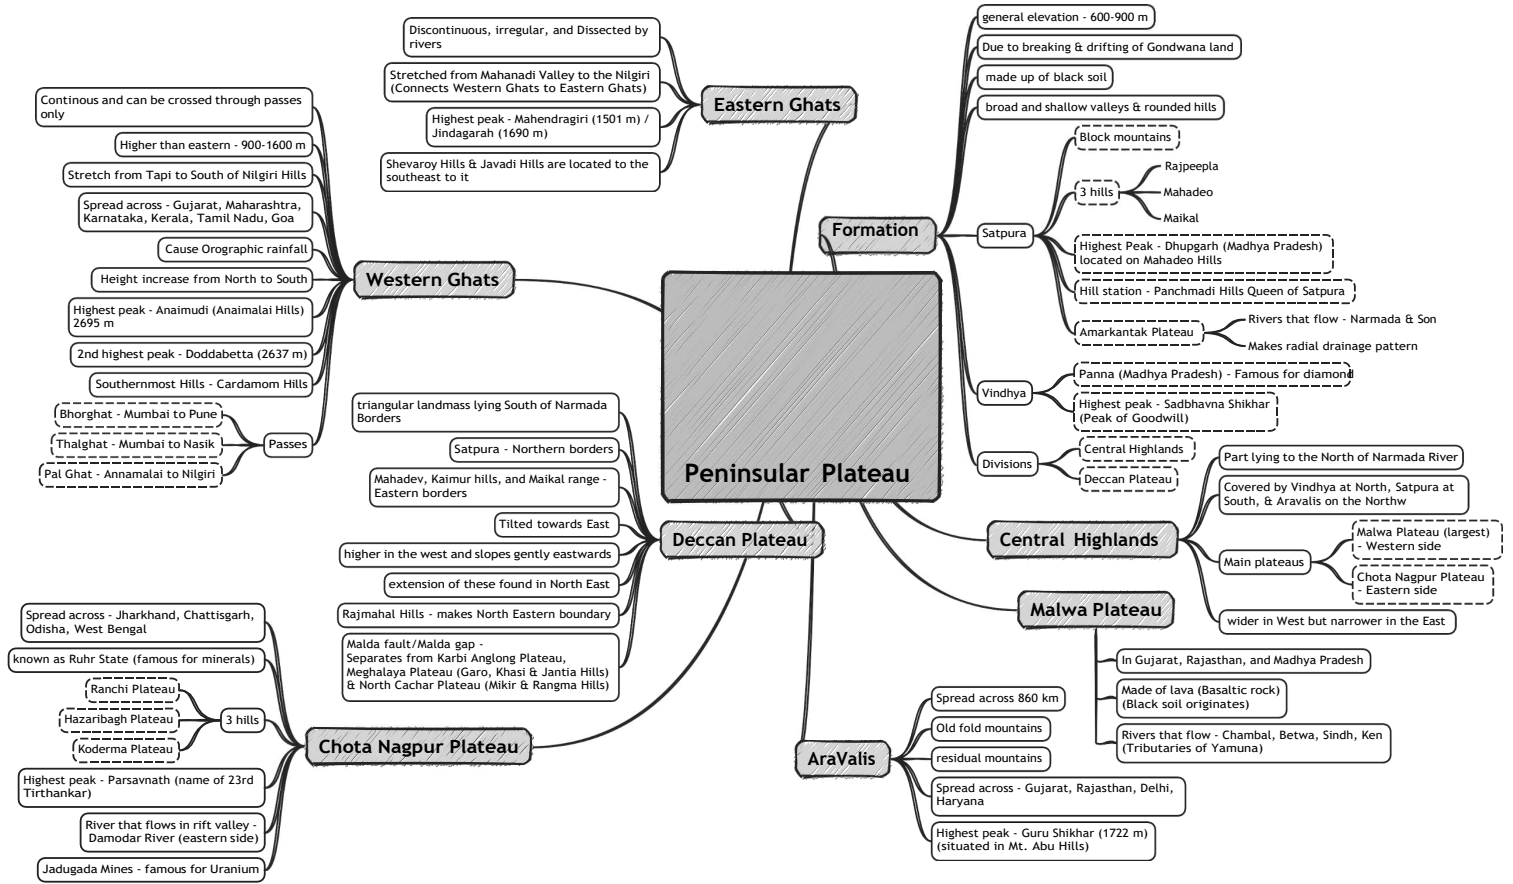 Peninsular Plateau
Eastern Ghats
Discontinuous, irregular, and Dissected by
rivers
Stretched from Mahanadi Valley to the Nilgiri
(Connects Western Ghats to Eastern Ghats)
Highest peak - Mahendragiri (1501 m) /
Jindagarah (1690 m)
Shevaroy Hills & Javadi Hills are located to the
southeast to it
Western Ghats
Continous and can be crossed through passes
only
Higher than eastern - 900-1600 m
Stretch from Tapi to South of Nilgiri Hills
Spread across - Gujarat, Maharashtra,
Karnataka, Kerala, Tamil Nadu, Goa
Cause Orographic rainfall
Height increase from North to South
Highest peak - Anaimudi (Anaimalai Hills)
2695 m
2nd highest peak - Doddabetta (2637 m)
Southernmost Hills - Cardamom Hills
Passes
Bhorghat - Mumbai to Pune
Thalghat - Mumbai to Nasik
Pal Ghat - Annamalai to Nilgiri
Deccan Plateau
triangular landmass lying South of Narmada
Borders
Satpura - Northern borders
Mahadev, Kaimur hills, and Maikal range -
Eastern borders
Tilted towards East
higher in the west and slopes gently eastwards
extension of these found in North East
Rajmahal Hills - makes North Eastern boundary
Malda fault/Malda gap -
Separates from Karbi Anglong Plateau,
Meghalaya Plateau (Garo, Khasi & Jantia Hills)
& North Cachar Plateau (Mikir & Rangma Hills)
Chota Nagpur Plateau
Spread across - Jharkhand, Chattisgarh,
Odisha, West Bengal
known as Ruhr State (famous for minerals)
3 hills
Ranchi Plateau
Hazaribagh Plateau
Koderma Plateau
Highest peak - Parsavnath (name of 23rd
Tirthankar)
River that flows in rift valley -
Damodar River (eastern side)
Jadugada Mines - famous for Uranium
Formation
general elevation - 600-900 m
Due to breaking & drifting of Gondwana land
made up of black soil
broad and shallow valleys & rounded hills
Satpura
Block mountains
3 hills
Rajpeepla
Mahadeo
Maikal
Highest Peak - Dhupgarh (Madhya Pradesh)
located on Mahadeo Hills
Hill station - Panchmadi Hills Queen of Satpura
Amarkantak Plateau
Rivers that flow - Narmada & Son
Makes radial drainage pattern
Vindhya
Panna (Madhya Pradesh) - Famous for diamond
Highest peak - Sadbhavna Shikhar
(Peak of Goodwill)
Divisions
Central Highlands
Deccan Plateau
Central Highlands
Part lying to the North of Narmada River
Covered by Vindhya at North, Satpura at
South, & Aravalis on the Northw
Main plateaus
Malwa Plateau (largest)
- Western side
Chota Nagpur Plateau
- Eastern side
wider in West but narrower in the East
Malwa Plateau
In Gujarat, Rajasthan, and Madhya Pradesh
Made of lava (Basaltic rock)
(Black soil originates)
Rivers that flow - Chambal, Betwa, Sindh, Ken
(Tributaries of Yamuna)
AraValis
Spread across 860 km
Old fold mountains
residual mountains
Spread across - Gujarat, Rajasthan, Delhi,
Haryana
Highest peak - Guru Shikhar (1722 m)
(situated in Mt. Abu Hills)